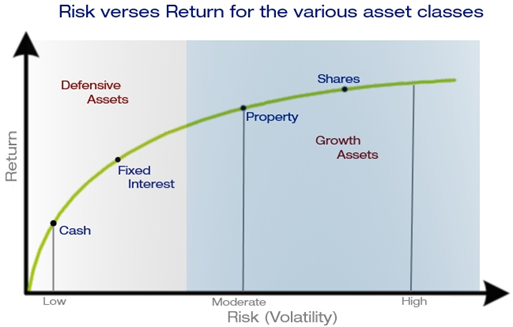 Risk verses Return for the various asset classes
Defensive
Assets
Shares
Property
Growth
Assets
Fixed
Interest
Cash
Return
Low
Moderate
High
Risk (Volatility)